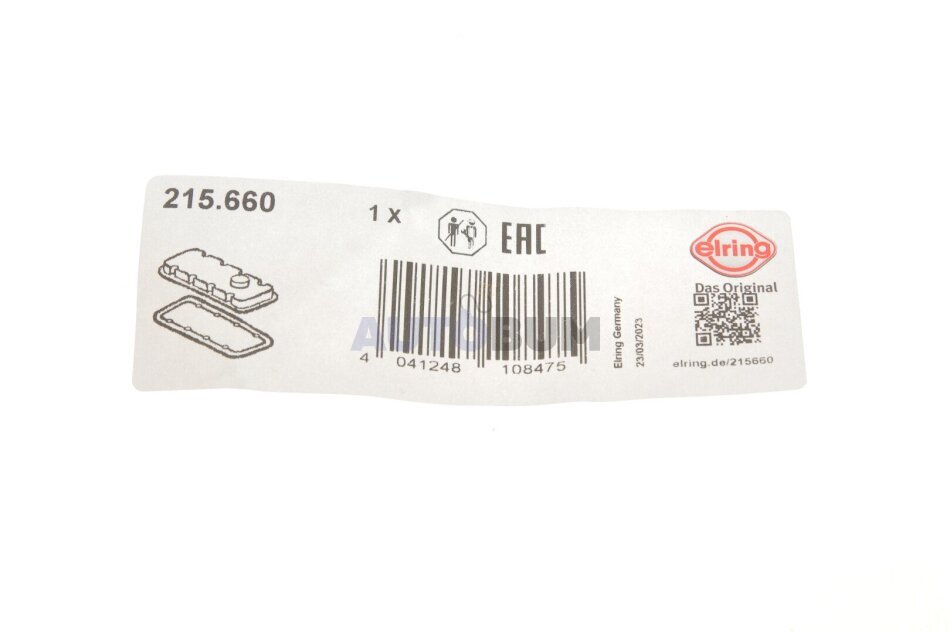 215.660
1 X
EAC
elring
Das Original
AUTOBUM
4 041248 108475
Elring Germany
23/03/2023
elring.de/215660